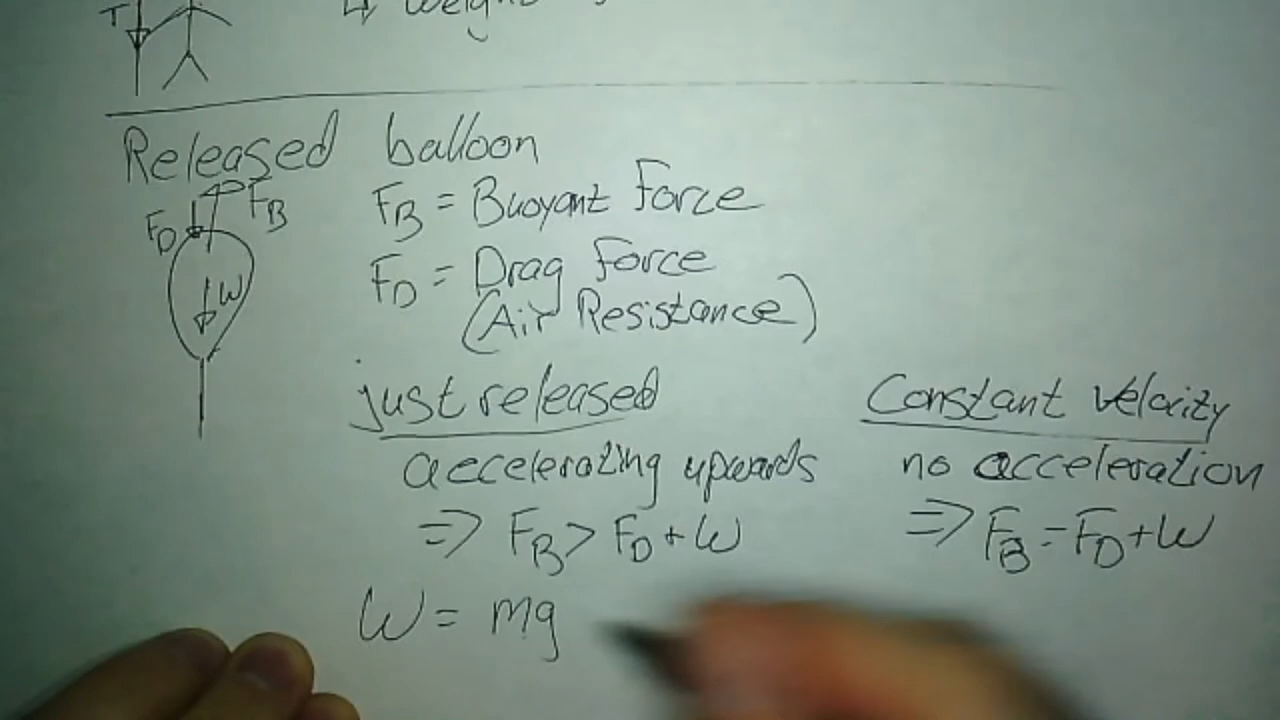 T
↳ Weigh
Released balloon
F_B
F_D
W
F_B = Buoyant Force
F_D = Drag Force
(Air Resistance)
just released
accelerating upwards
=> F_B > F_D + W
Constant Velocity
no acceleration
=> F_B = F_D + W
W = mg